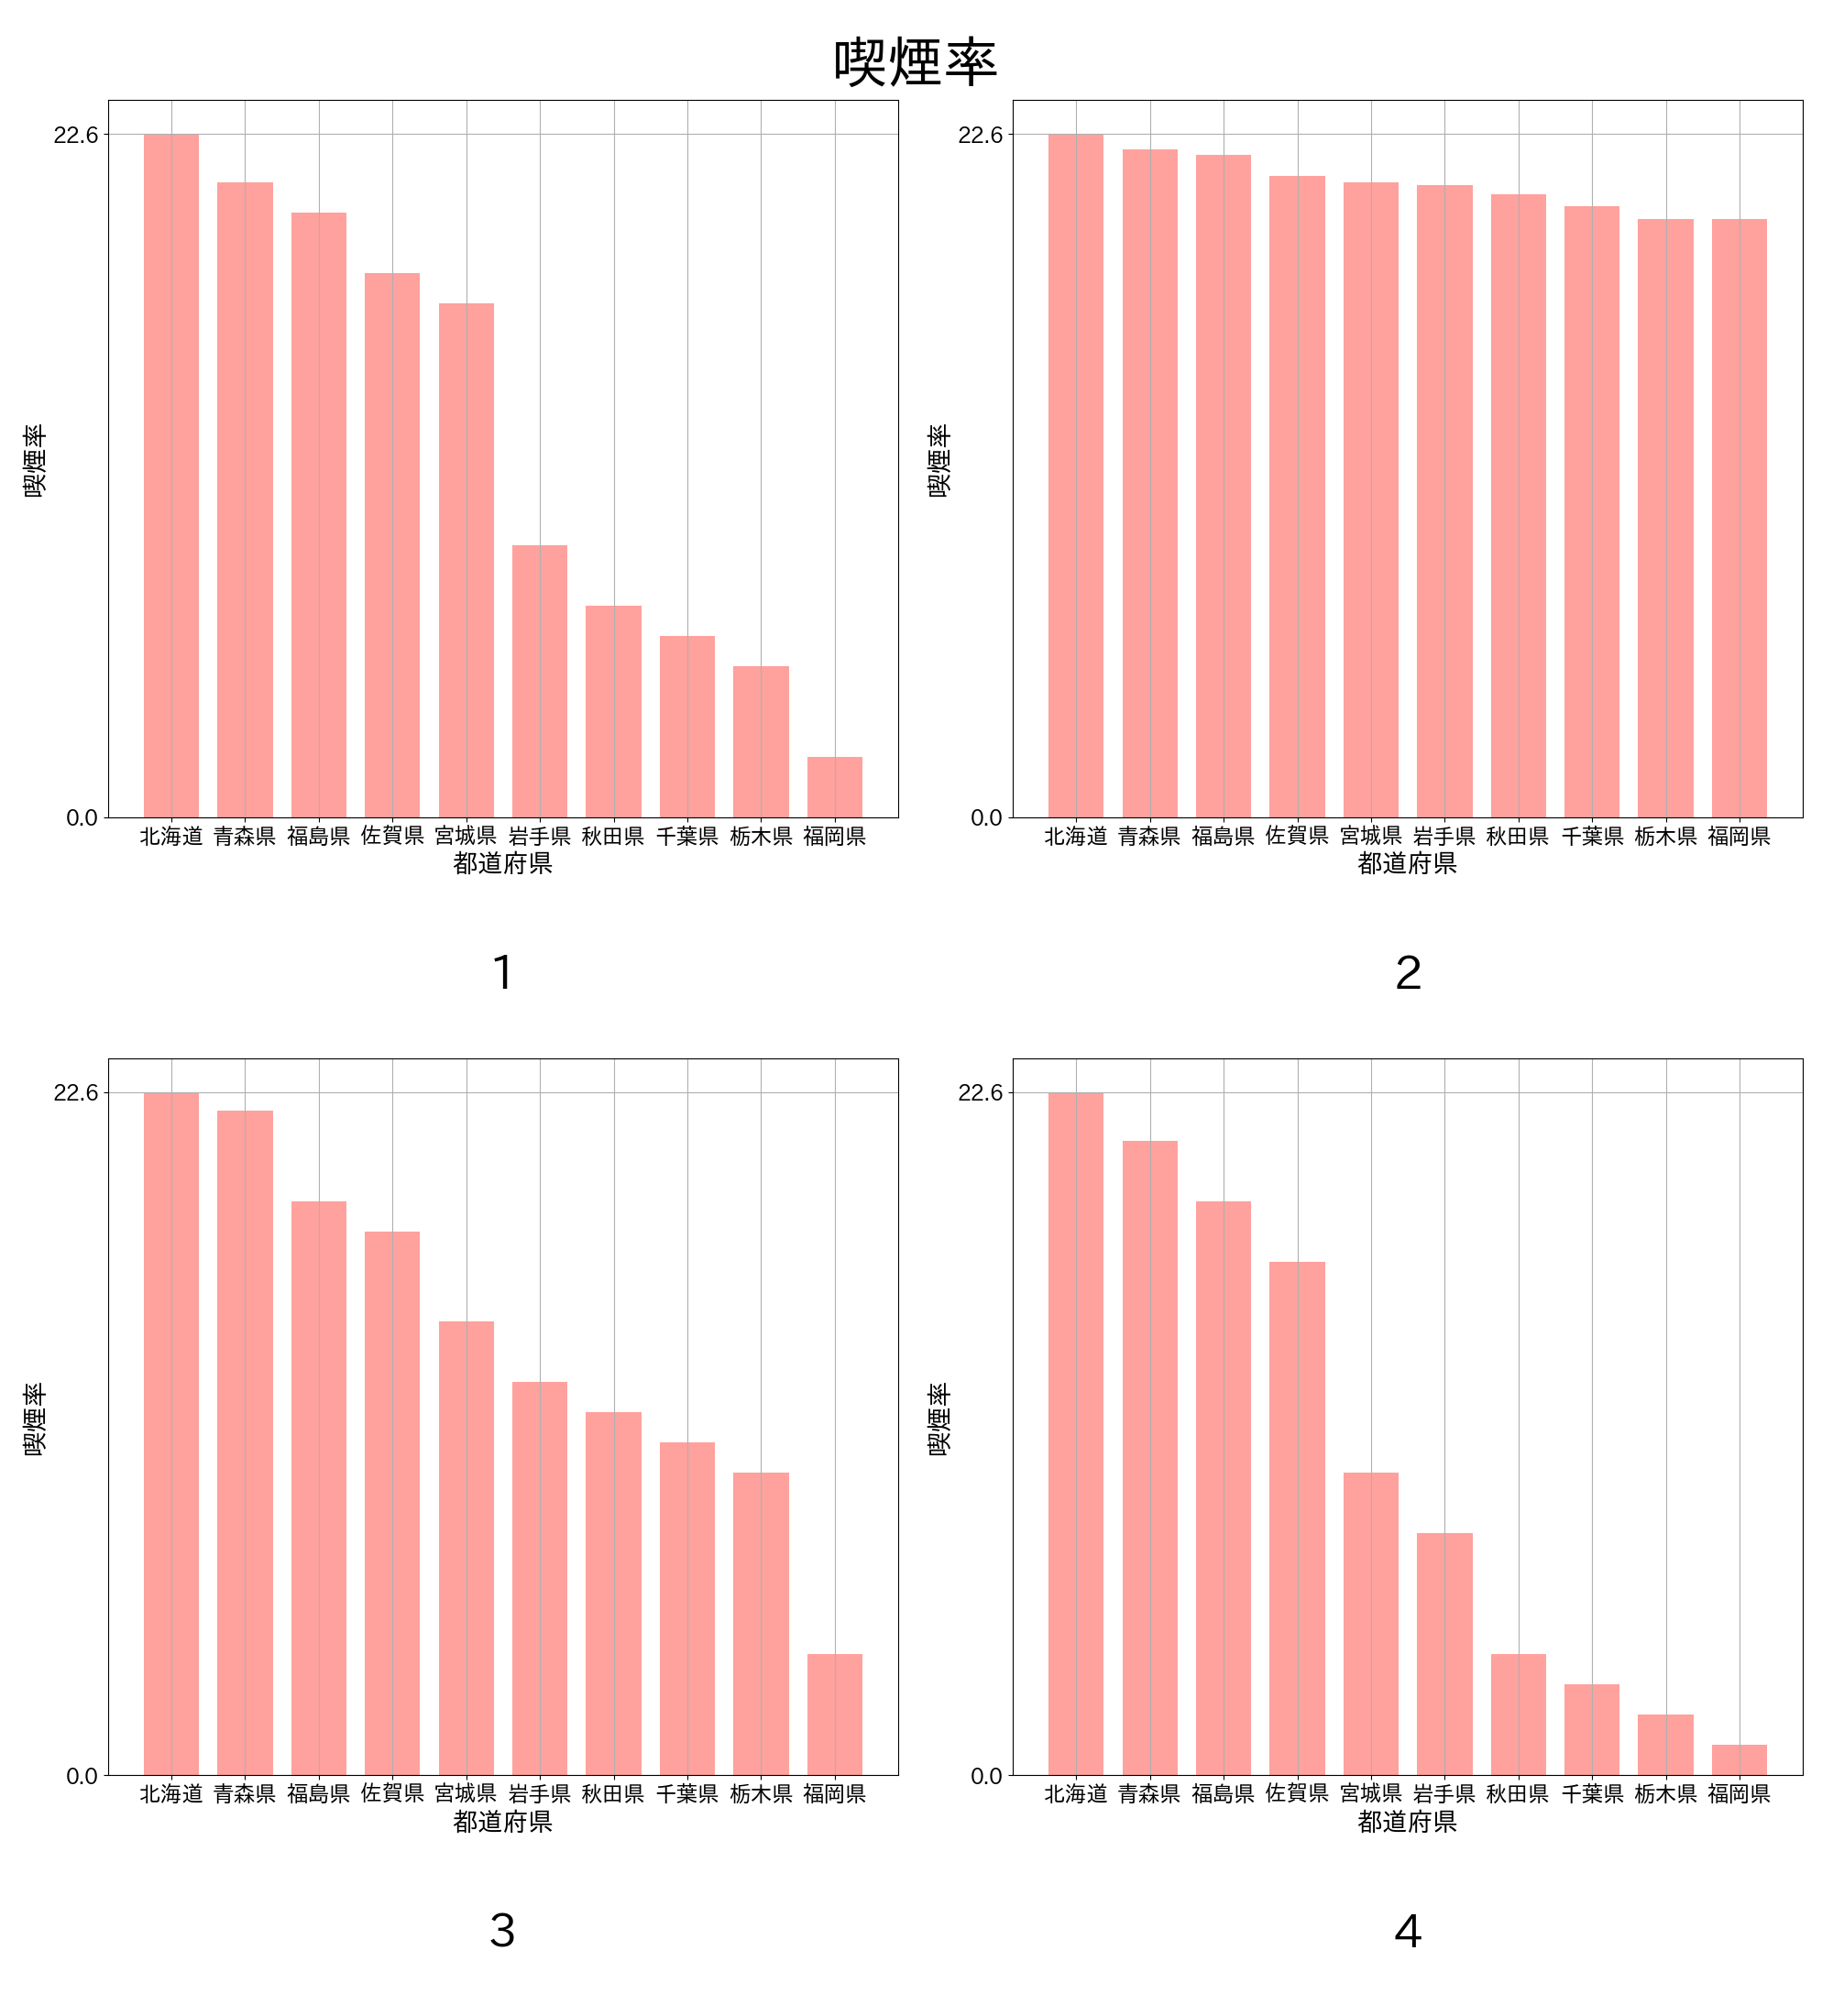 喫煙率
22.6
0.0
喫煙率
北海道 青森県 福島県 佐賀県 宮城県 岩手県 秋田県 千葉県 栃木県 福岡県
都道府県
1
22.6
0.0
喫煙率
北海道 青森県 福島県 佐賀県 宮城県 岩手県 秋田県 千葉県 栃木県 福岡県
都道府県
2
22.6
0.0
喫煙率
北海道 青森県 福島県 佐賀県 宮城県 岩手県 秋田県 千葉県 栃木県 福岡県
都道府県
3
22.6
0.0
喫煙率
北海道 青森県 福島県 佐賀県 宮城県 岩手県 秋田県 千葉県 栃木県 福岡県
都道府県
4